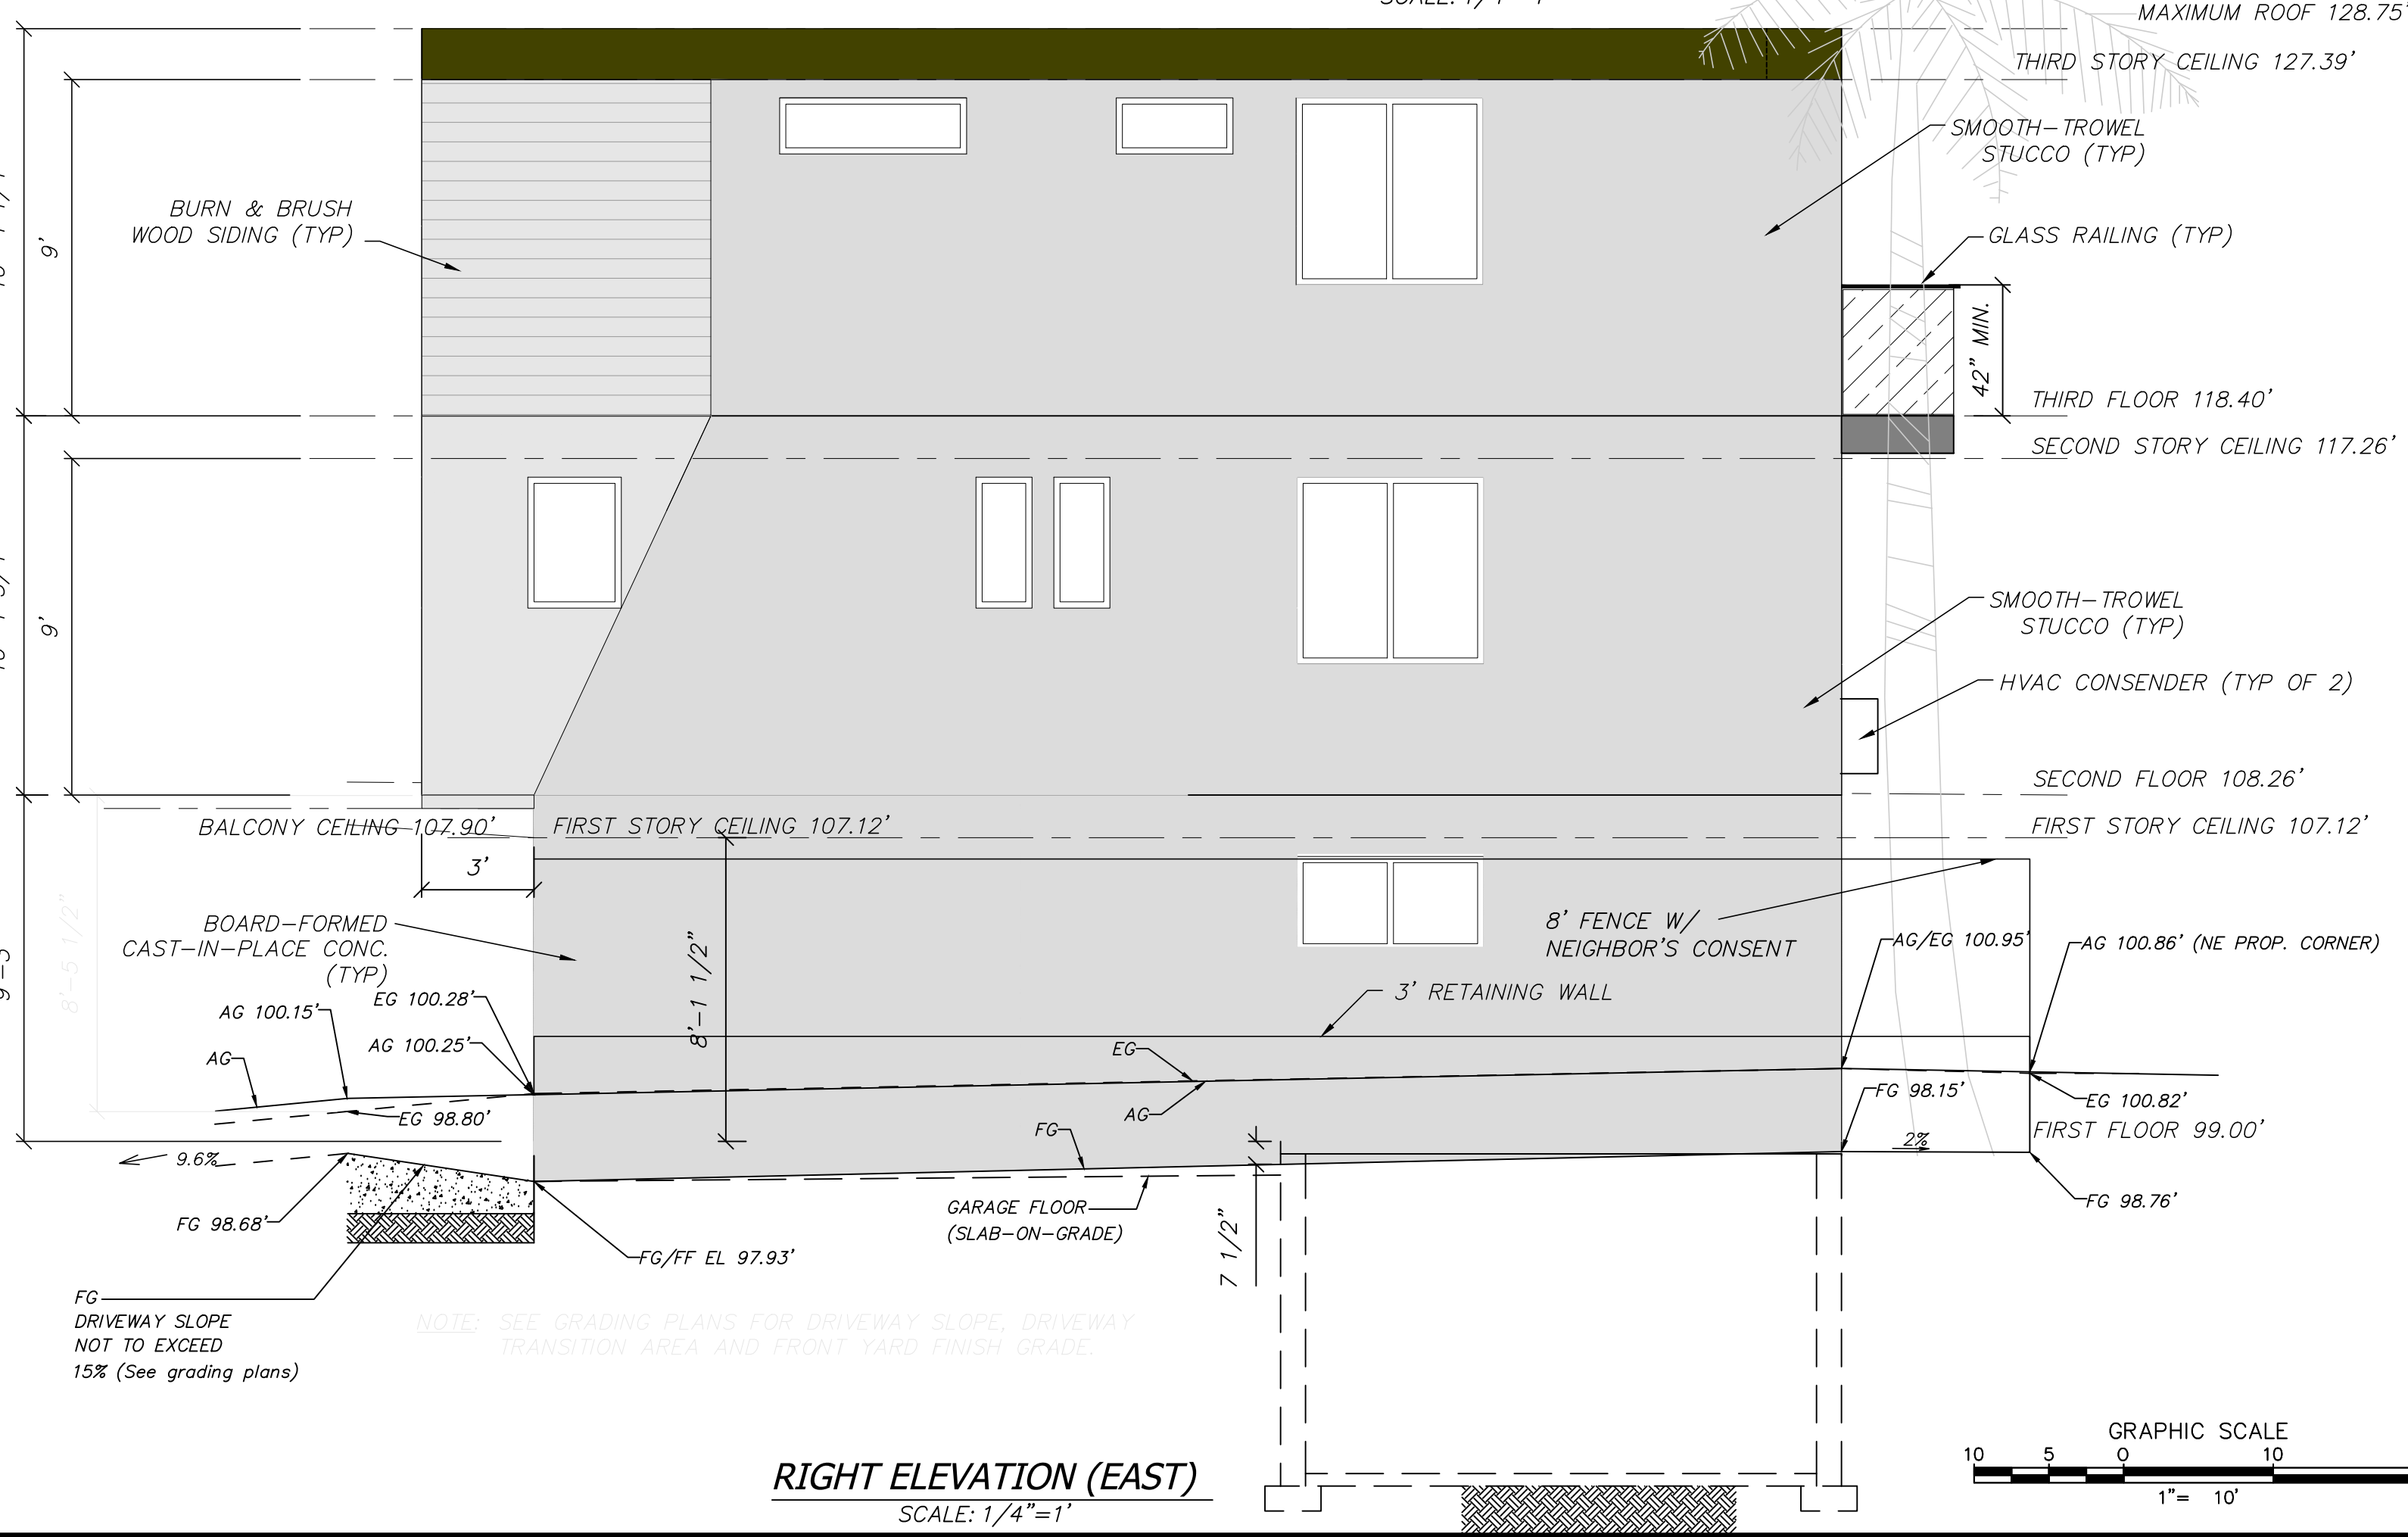 MAXIMUM ROOF 128.75'
THIRD STORY CEILING 127.39'
SMOOTH-TROWEL
STUCCO (TYP)
BURN & BRUSH
WOOD SIDING (TYP)
9'
GLASS RAILING (TYP)
42" MIN.
THIRD FLOOR 118.40'
SECOND STORY CEILING 117.26'
9'
SMOOTH-TROWEL
STUCCO (TYP)
HVAC CONSENDER (TYP OF 2)
SECOND FLOOR 108.26'
BALCONY CEILING 107.90'
FIRST STORY CEILING 107.12'
FIRST STORY CEILING 107.12'
3'
8'-5 1/2"
BOARD-FORMED
CAST-IN-PLACE CONC.
(TYP)
8'-1 1/2"
8' FENCE W/
NEIGHBOR'S CONSENT
AG/EG 100.95'
AG 100.86' (NE PROP. CORNER)
3' RETAINING WALL
EG 100.28'
AG 100.15'
AG 100.25'
AG
EG
AG
EG 98.80'
FG
FG 98.15'
EG 100.82'
FIRST FLOOR 99.00'
2%
9.6%
FG 98.68'
GARAGE FLOOR
(SLAB-ON-GRADE)
7 1/2"
FG 98.76'
FG/FF EL 97.93'
FG
DRIVEWAY SLOPE
NOT TO EXCEED
15% (See grading plans)
NOTE: SEE GRADING PLANS FOR DRIVEWAY SLOPE, DRIVEWAY
TRANSITION AREA AND FRONT YARD FINISH GRADE.
RIGHT ELEVATION (EAST)
SCALE: 1/4"=1'
GRAPHIC SCALE
10 5 0 10
1"= 10'